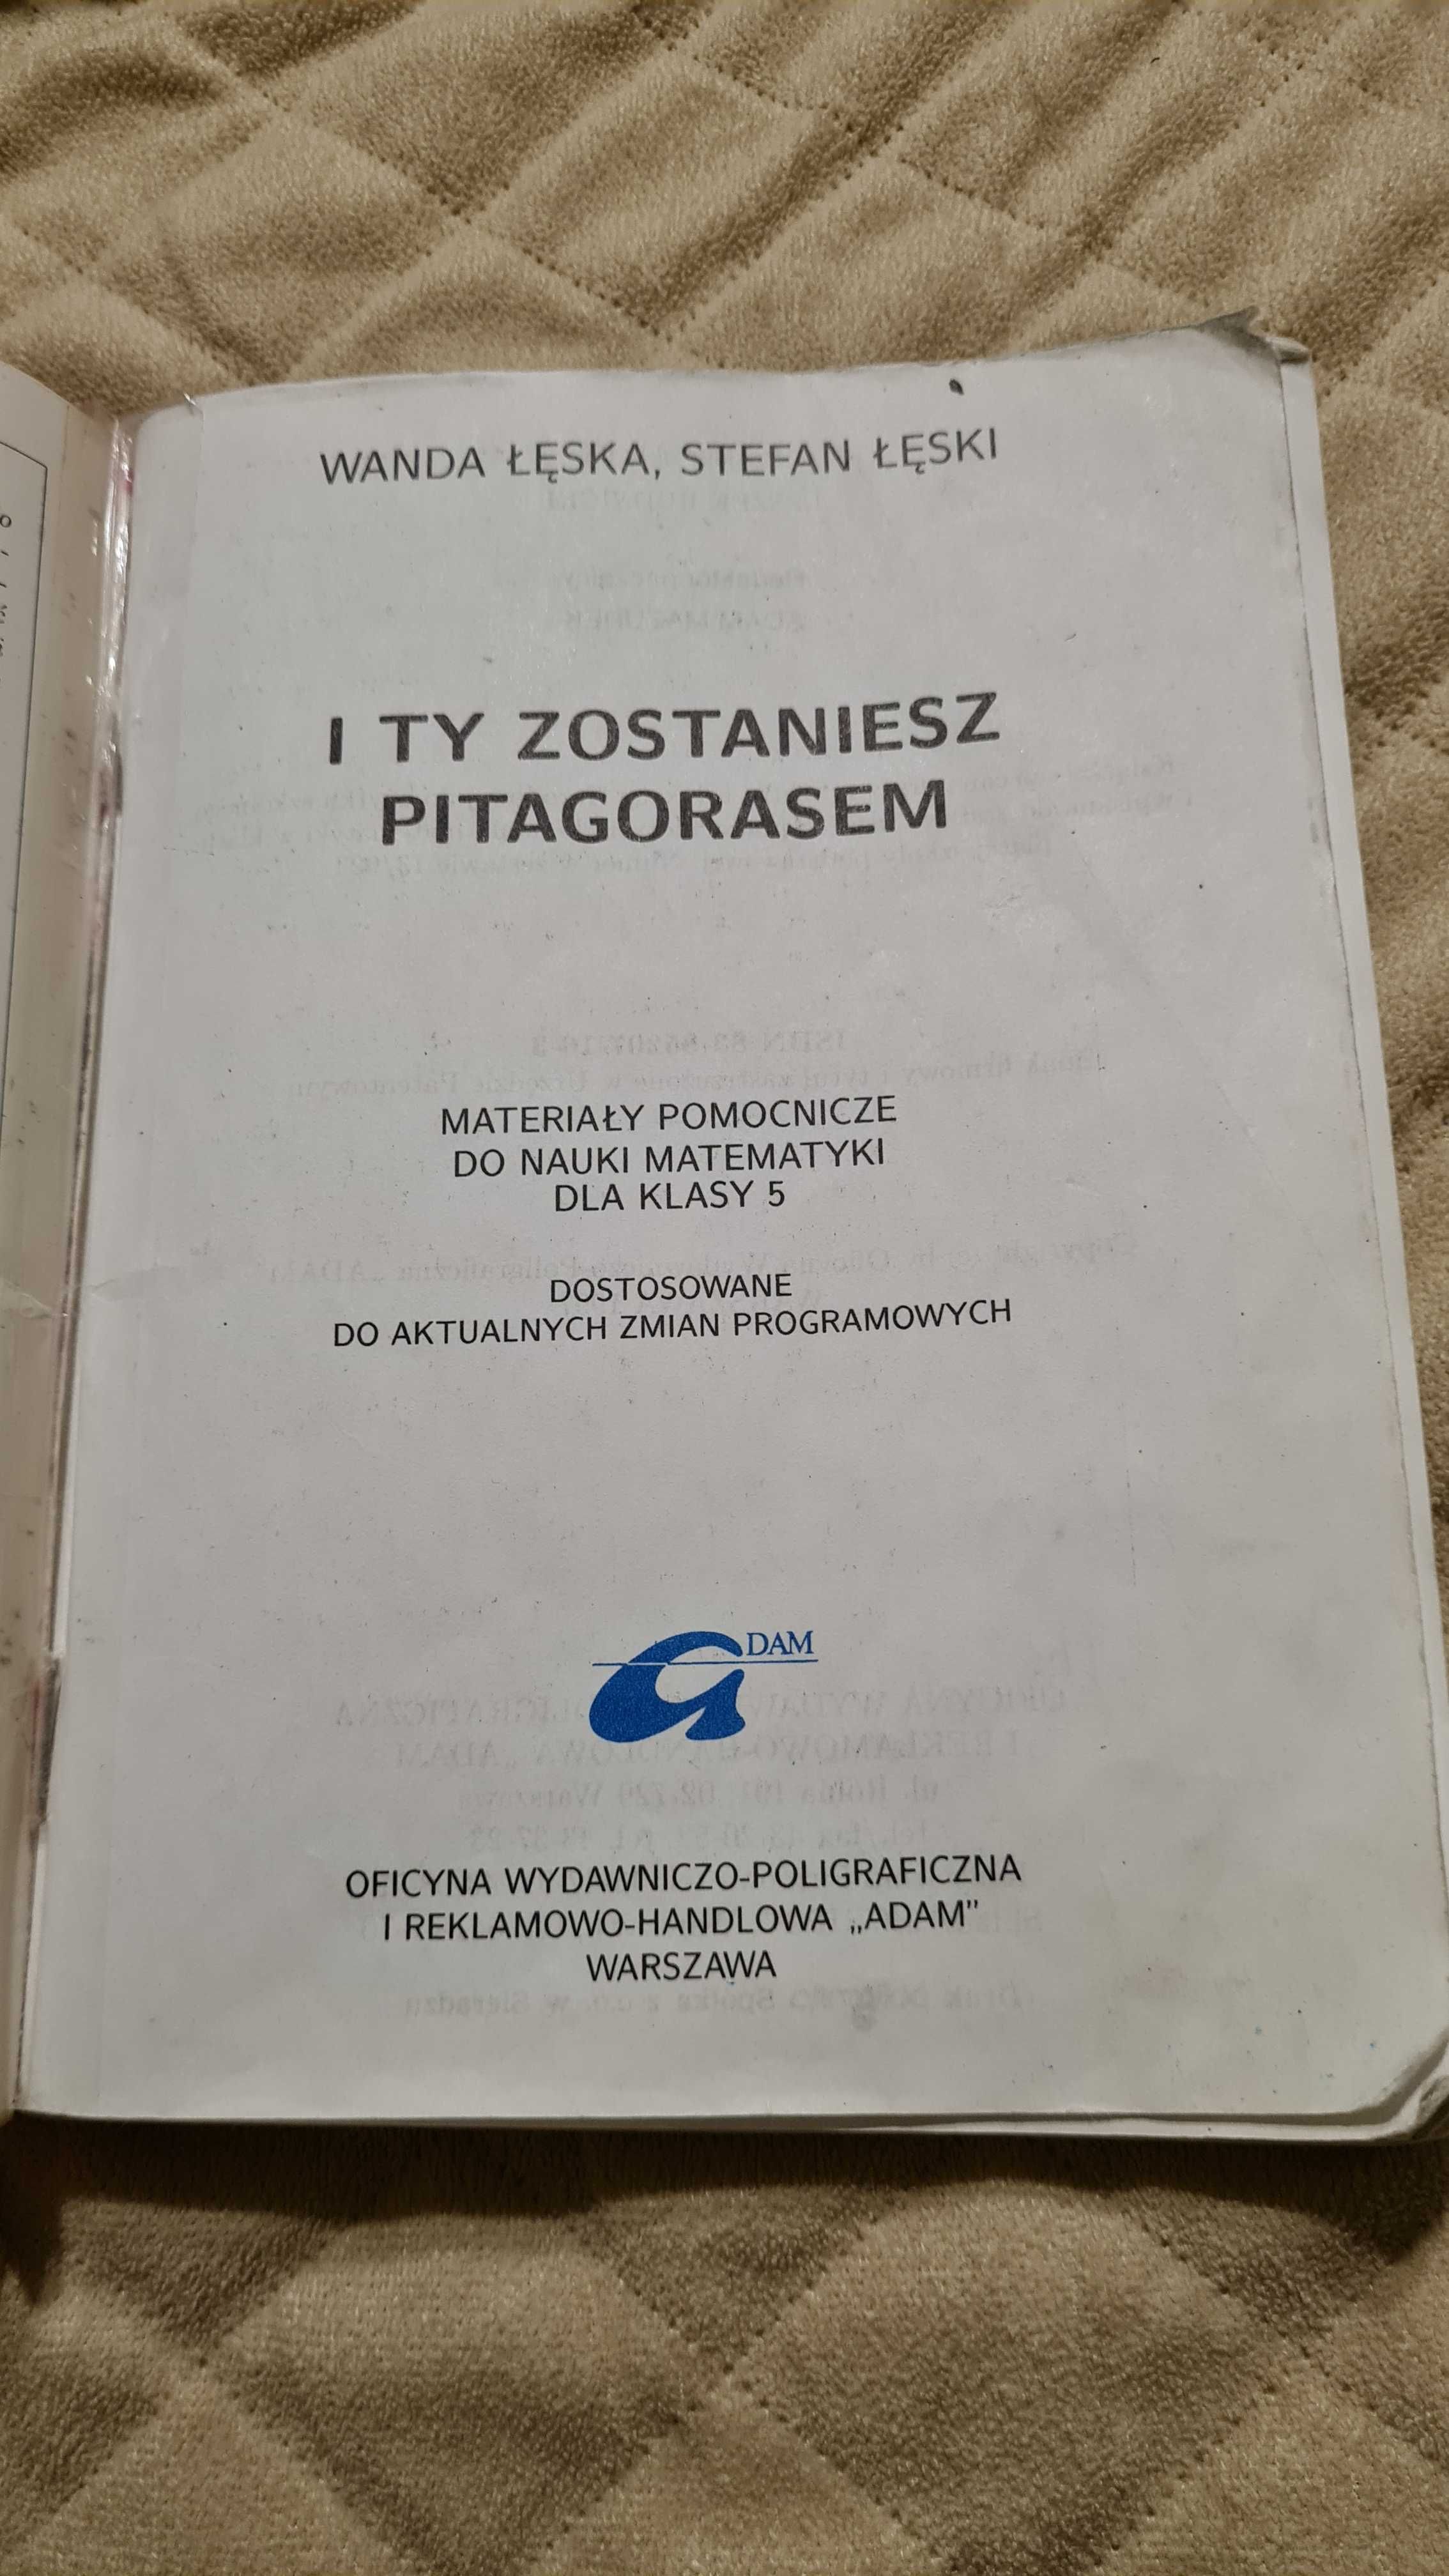 WANDA ŁĘSKA, STEFAN ŁĘSKI
I TY ZOSTANIESZ
PITAGORASEM
MATERIAŁY POMOCNICZE
DO NAUKI MATEMATYKI
DLA KLASY 5
DOSTOSOWANE
DO AKTUALNYCH ZMIAN PROGRAMOWYCH
DAM
OFICYNA WYDAWNICZO-POLIGRAFICZNA
I REKLAMOWO-HANDLOWA „ADAM”
WARSZAWA